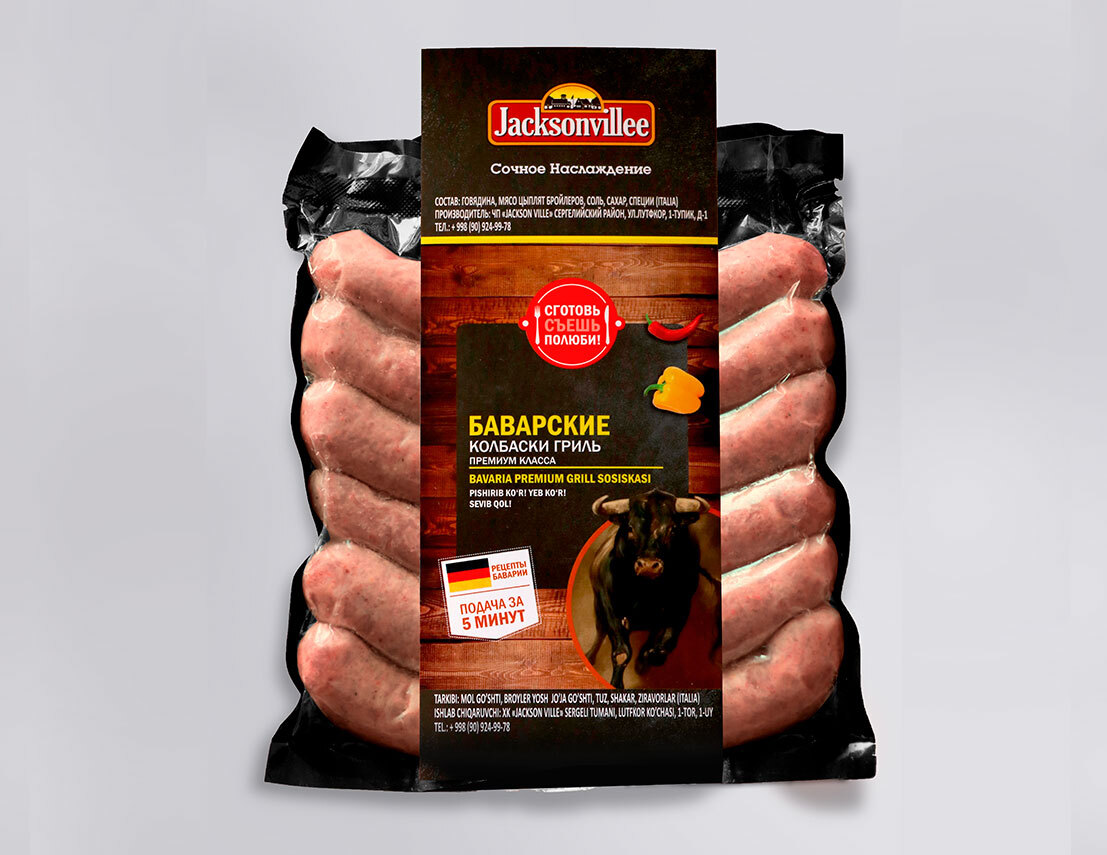 Jacksonvillee
Сочное Наслаждение
СОСТАВ: ГОВЯДИНА, МЯСО ЦЫПЛЯТ БРОЙЛЕРОВ, СОЛЬ, САХАР, СПЕЦИИ (ITALIA)
ПРОИЗВОДИТЕЛЬ: ЧП «JACKSON VILLE» СЕРГЕЛИЙСКИЙ РАЙОН, УЛ.ЛУТФКОР, 1-ТУПИК, Д-1
ТЕЛ.: + 998 (90) 924-99-78
СГОТОВЬ
СЪЕШЬ
ПОЛЮБИ!
БАВАРСКИЕ
КОЛБАСКИ ГРИЛЬ
ПРЕМИУМ КЛАССА
BAVARIA PREMIUM GRILL SOSISKASI
PISHIRIB KO'R! YEB KO'R!
SEVIB QOL!
РЕЦЕПТЫ
БАВАРИИ
ПОДАЧА ЗА
5 МИНУТ
TARKIBI: MOL GO'SHTI, BROYLER YOSH JO'JA GO'SHTI, TUZ, SHAKAR, ZIRAVORLAR (ITALIA)
ISHLAB CHIQARUVCHI: XK «JACKSON VILLE» SERGELI TUMANI, LUTFKOR KO'CHASI, 1-TOR, 1-UY
TEL.: + 998 (90) 924-99-78